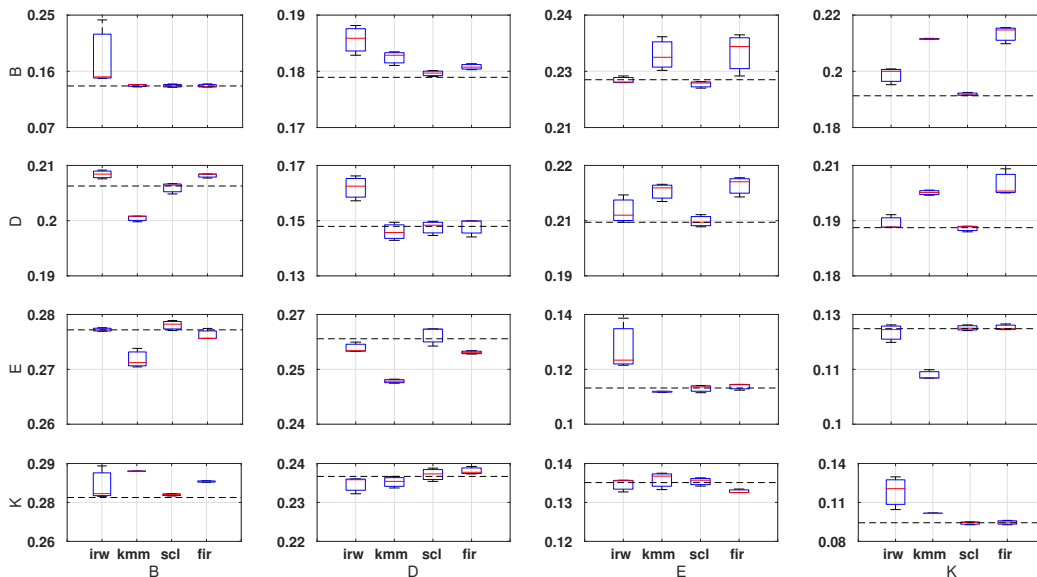 0.25 0.19 0.24 0.22
B 0.16 0.18 0.23 0.2
0.07 0.17 0.21 0.18
0.21 0.17 0.22 0.21
D 0.2 0.15 0.21 0.19
0.19 0.13 0.19 0.18
0.28 0.27 0.14 0.13
E 0.27 0.25 0.12 0.11
0.26 0.24 0.1 0.1
0.29 0.24 0.14 0.14
K 0.28 0.23 0.13 0.11
0.26 0.22 0.12 0.08
irw kmm scl fir irw kmm scl fir irw kmm scl fir irw kmm scl fir
B D E K